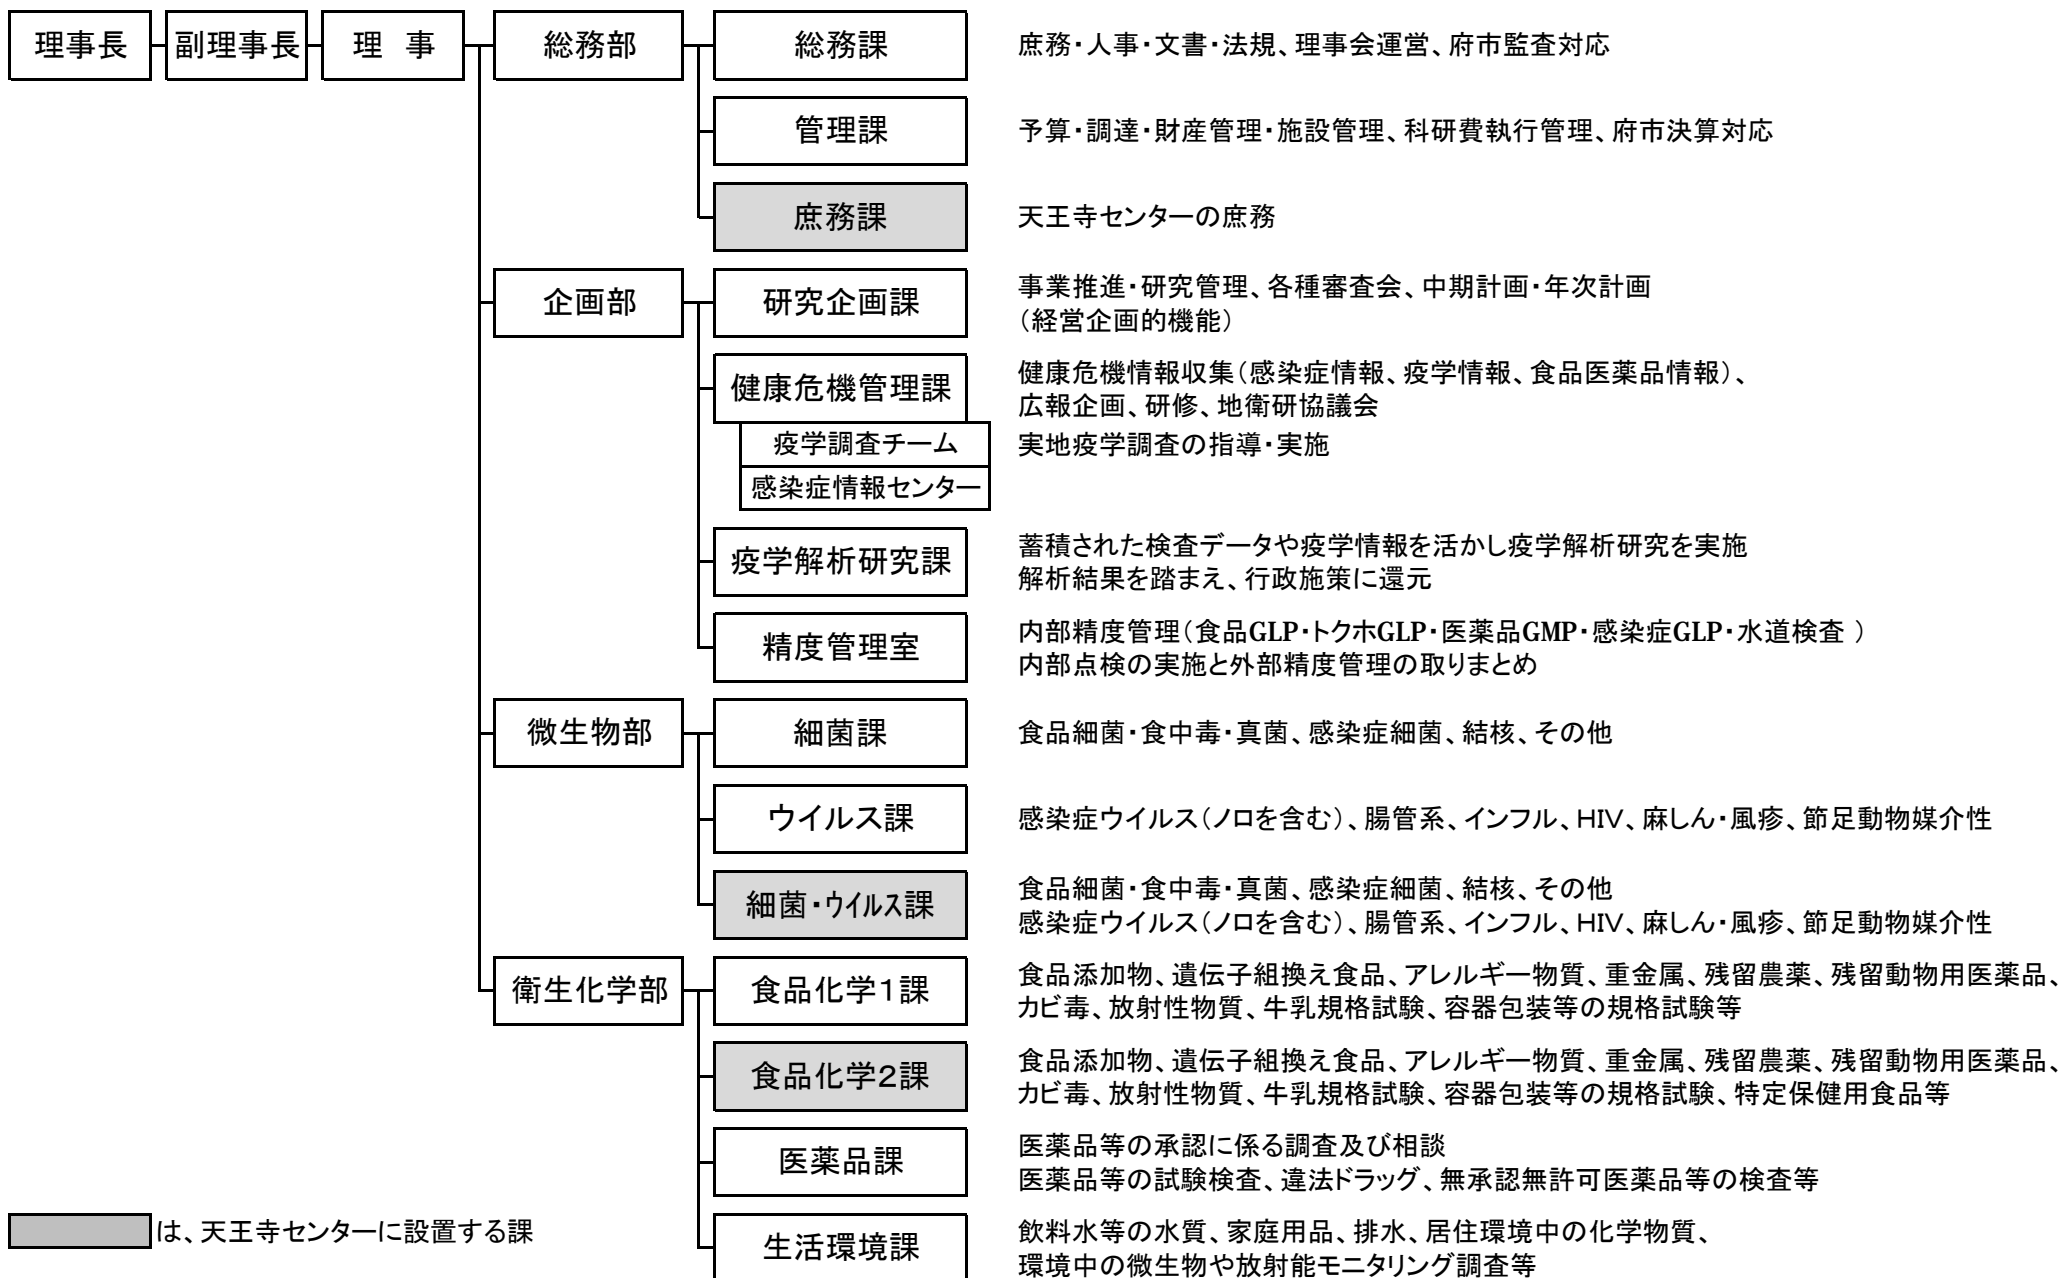 理事長 副理事長 理 事 総務部 総務課 庶務・人事・文書・法規、理事会運営、府市監査対応
管理課 予算・調達・財産管理・施設管理、科研費執行管理、府市決算対応
庶務課 天王寺センターの庶務
企画部 研究企画課 事業推進・研究管理、各種審査会、中期計画・年次計画
（経営企画的機能）
健康危機管理課 健康危機情報収集（感染症情報、疫学情報、食品医薬品情報）、
広報企画、研修、地衛研協議会
疫学調査チーム 実地疫学調査の指導・実施
感染症情報センター
疫学解析研究課 蓄積された検査データや疫学情報を活かし疫学解析研究を実施
解析結果を踏まえ、行政施策に還元
精度管理室 内部精度管理（食品GLP・トクホGLP・医薬品GMP・感染症GLP・水道検査 ）
内部点検の実施と外部精度管理の取りまとめ
微生物部 細菌課 食品細菌・食中毒・真菌、感染症細菌、結核、その他
ウイルス課 感染症ウイルス（ノロを含む）、腸管系、インフル、HIV、麻しん・風疹、節足動物媒介性
細菌・ウイルス課 食品細菌・食中毒・真菌、感染症細菌、結核、その他
感染症ウイルス（ノロを含む）、腸管系、インフル、HIV、麻しん・風疹、節足動物媒介性
衛生化学部 食品化学１課 食品添加物、遺伝子組換え食品、アレルギー物質、重金属、残留農薬、残留動物用医薬品、
カビ毒、放射性物質、牛乳規格試験、容器包装等の規格試験等
食品化学２課 食品添加物、遺伝子組換え食品、アレルギー物質、重金属、残留農薬、残留動物用医薬品、
カビ毒、放射性物質、牛乳規格試験、容器包装等の規格試験、特定保健用食品等
医薬品課 医薬品等の承認に係る調査及び相談
医薬品等の試験検査、違法ドラッグ、無承認無許可医薬品等の検査等
は、天王寺センターに設置する課 生活環境課 飲料水等の水質、家庭用品、排水、居住環境中の化学物質、
環境中の微生物や放射能モニタリング調査等